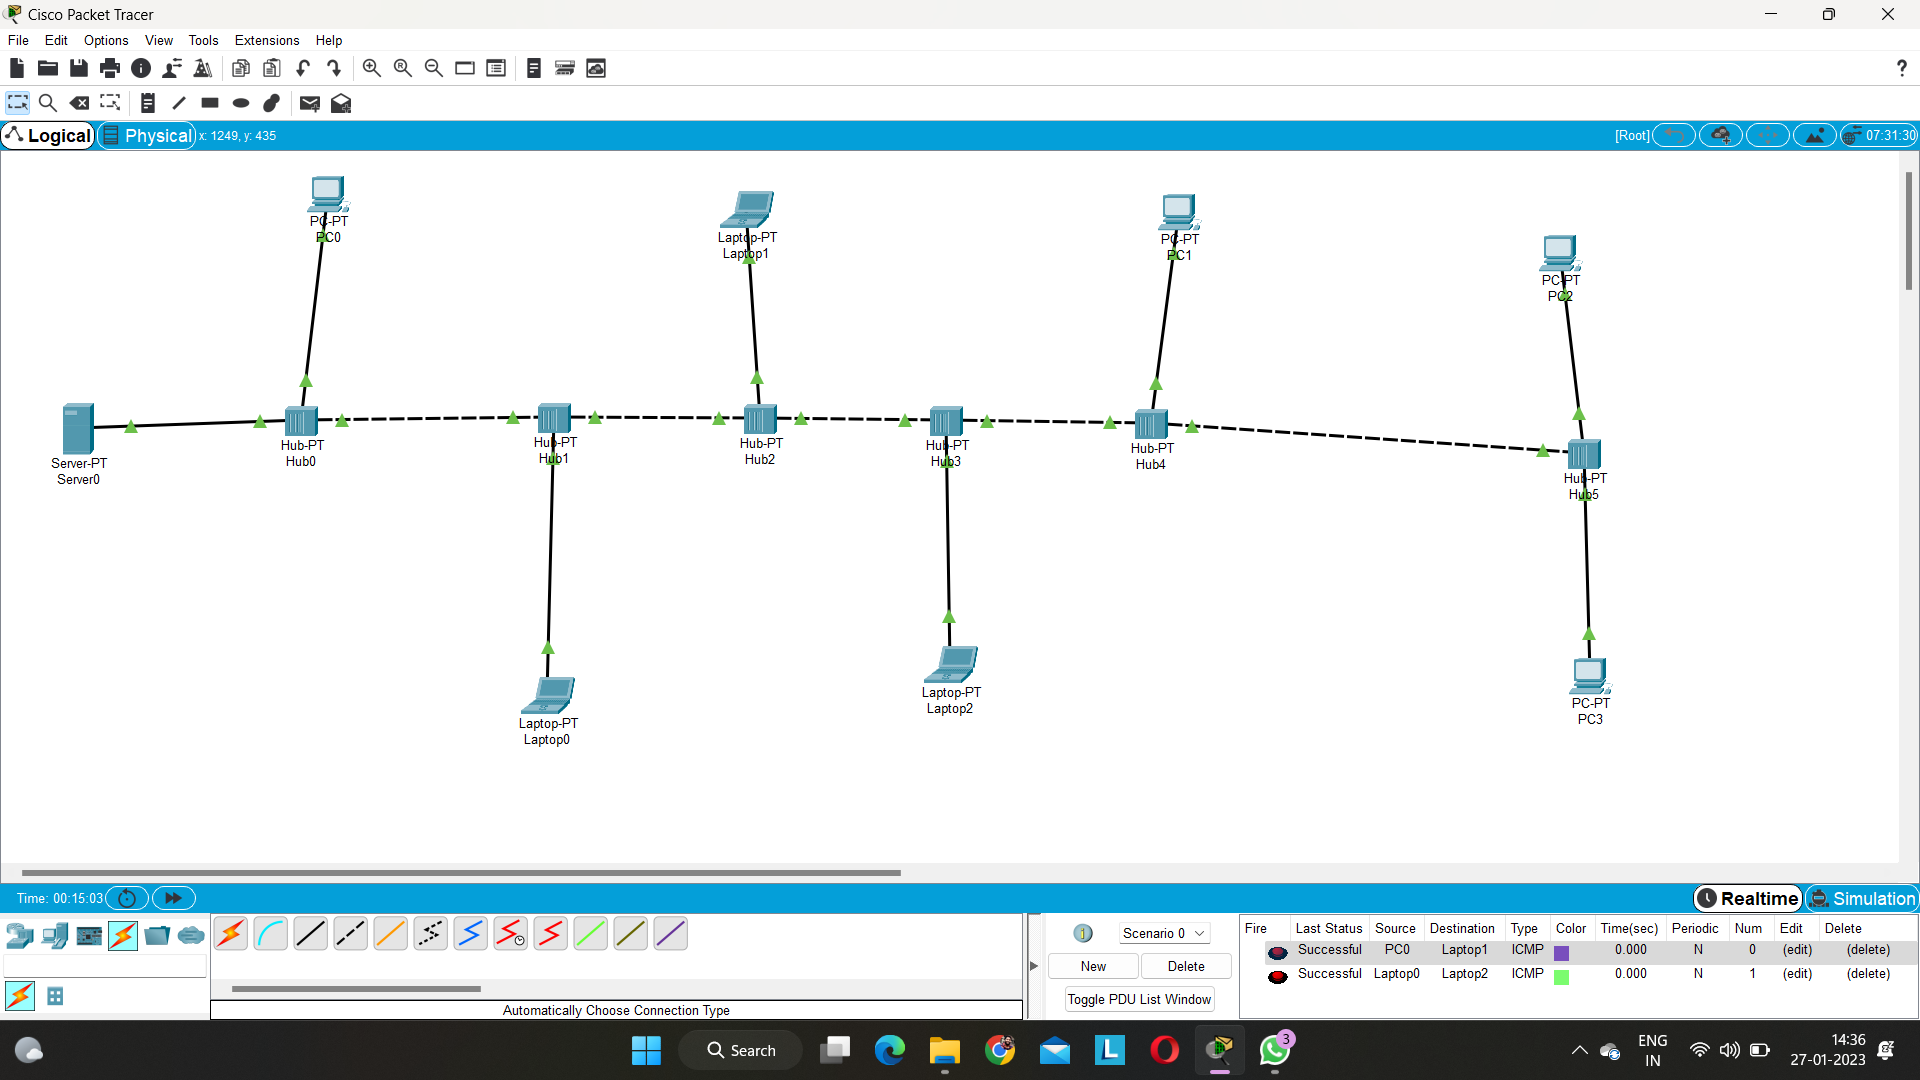 Cisco Packet Tracer
File Edit Options View Tools Extensions Help
?
Logical Physical x: 1249, y: 435 [Root] 07:31:30
PC-PT
PC0
Laptop-PT
Laptop1
PC-PT
PC1
PC-PT
PC2
Server-PT
Server0
Hub-PT
Hub0
Hub-PT
Hub1
Hub-PT
Hub2
Hub-PT
Hub3
Hub-PT
Hub4
Hub-PT
Hub5
Laptop-PT
Laptop0
Laptop-PT
Laptop2
PC-PT
PC3
Time: 00:15:03 Realtime Simulation
Scenario 0
New Delete
Toggle PDU List Window
Fire Last Status Source Destination Type Color Time(sec) Periodic Num Edit Delete
Successful PC0 Laptop1 ICMP 0.000 N 0 (edit) (delete)
Successful Laptop0 Laptop2 ICMP 0.000 N 1 (edit) (delete)
Automatically Choose Connection Type
Search
L
3
ENG
IN
14:36
27-01-2023